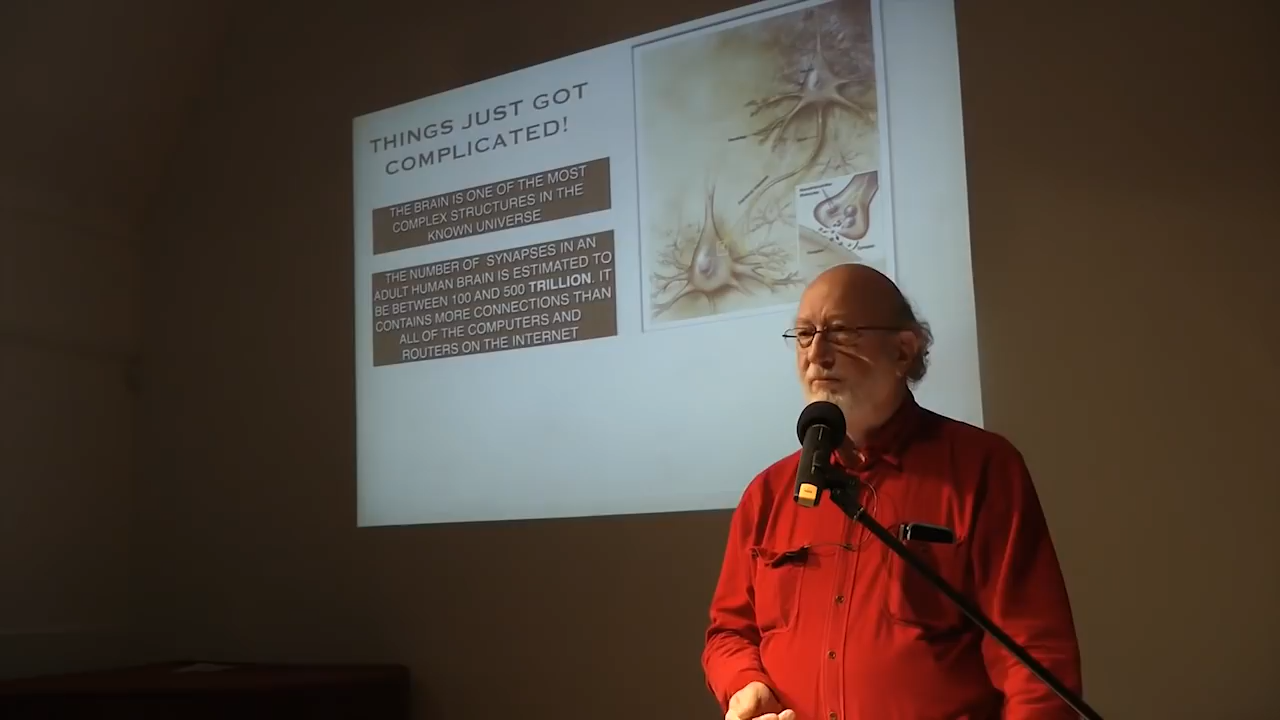 THINGS JUST GOT
COMPLICATED!
THE BRAIN IS ONE OF THE MOST
COMPLEX STRUCTURES IN THE
KNOWN UNIVERSE
THE NUMBER OF SYNAPSES IN AN
ADULT HUMAN BRAIN IS ESTIMATED TO
BE BETWEEN 100 AND 500 TRILLION. IT
CONTAINS MORE CONNECTIONS THAN
ALL OF THE COMPUTERS AND
ROUTERS ON THE INTERNET